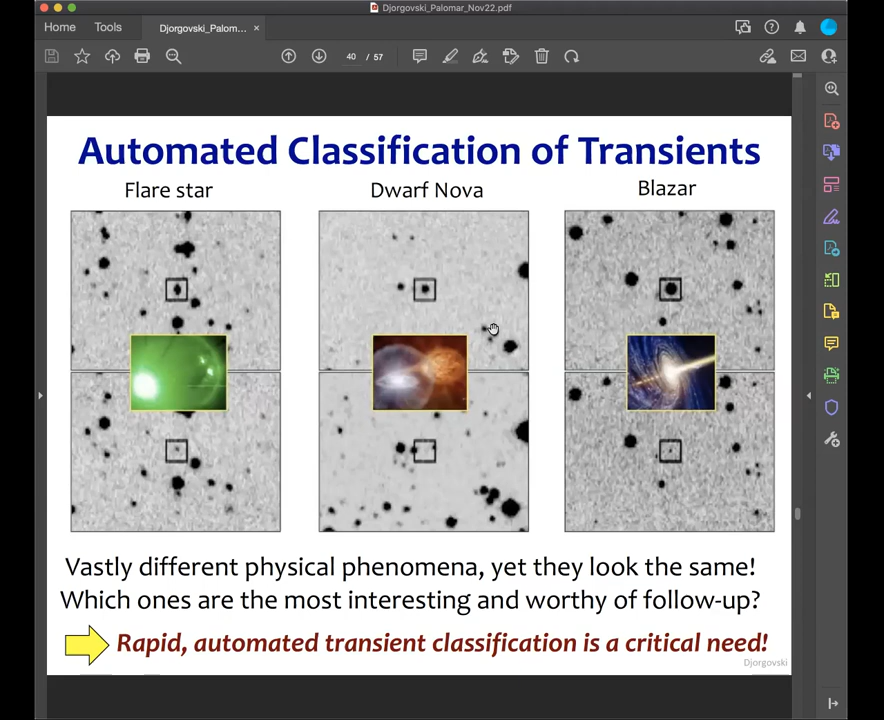 Djorgovski_Palomar_Nov22.pdf
Home Tools Djorgovski_Palom... ×
40 / 57
Automated Classification of Transients
Flare star Dwarf Nova Blazar
Vastly different physical phenomena, yet they look the same!
Which ones are the most interesting and worthy of follow-up?
Rapid, automated transient classification is a critical need!
Djorgovski